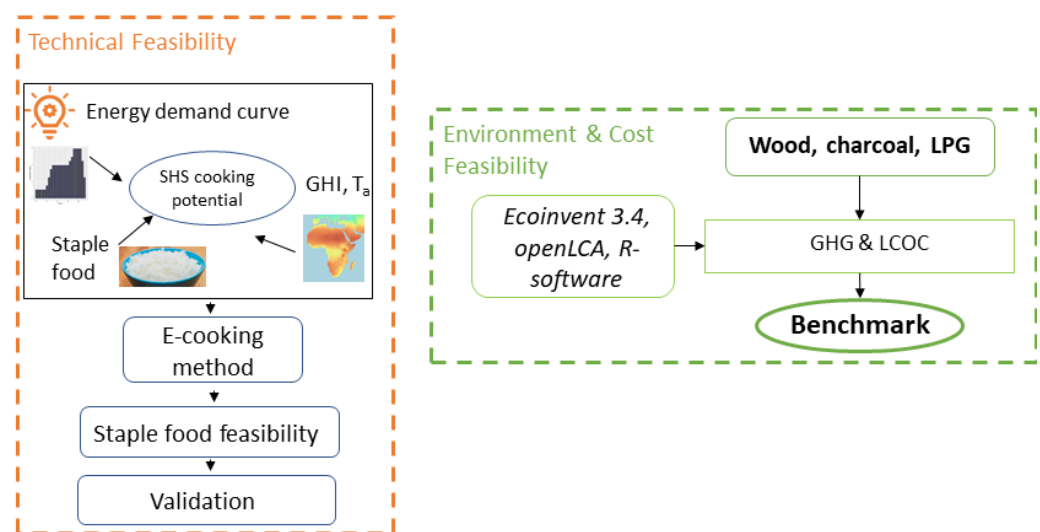 Technical Feasibility
Energy demand curve
SHS cooking
potential
GHI, Ta
Staple
food
E-cooking
method
Staple food feasibility
Validation
Environment & Cost
Feasibility
Wood, charcoal, LPG
Ecoinvent 3.4,
openLCA, R-
software
GHG & LCOC
Benchmark